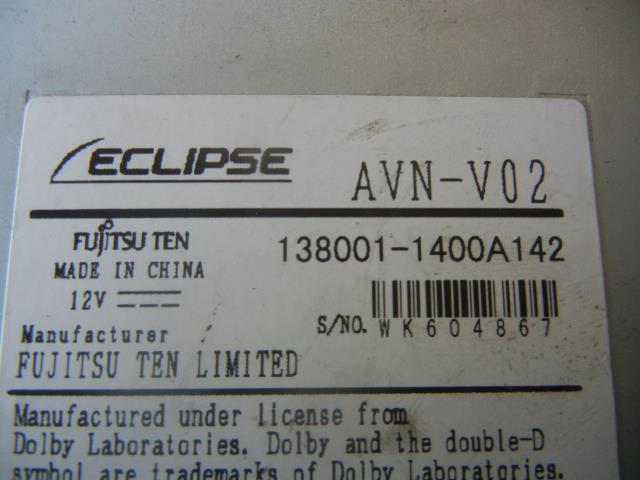 ECLIPSE AVN-V02
FUJITSU TEN 138001-1400A142
MADE IN CHINA
12V
S/NO. WK604867
Manufacturer
FUJITSU TEN LIMITED
Manufactured under license from
Dolby Laboratories. Dolby and the double-D
symbol are trademarks of Dolby Laboratories.